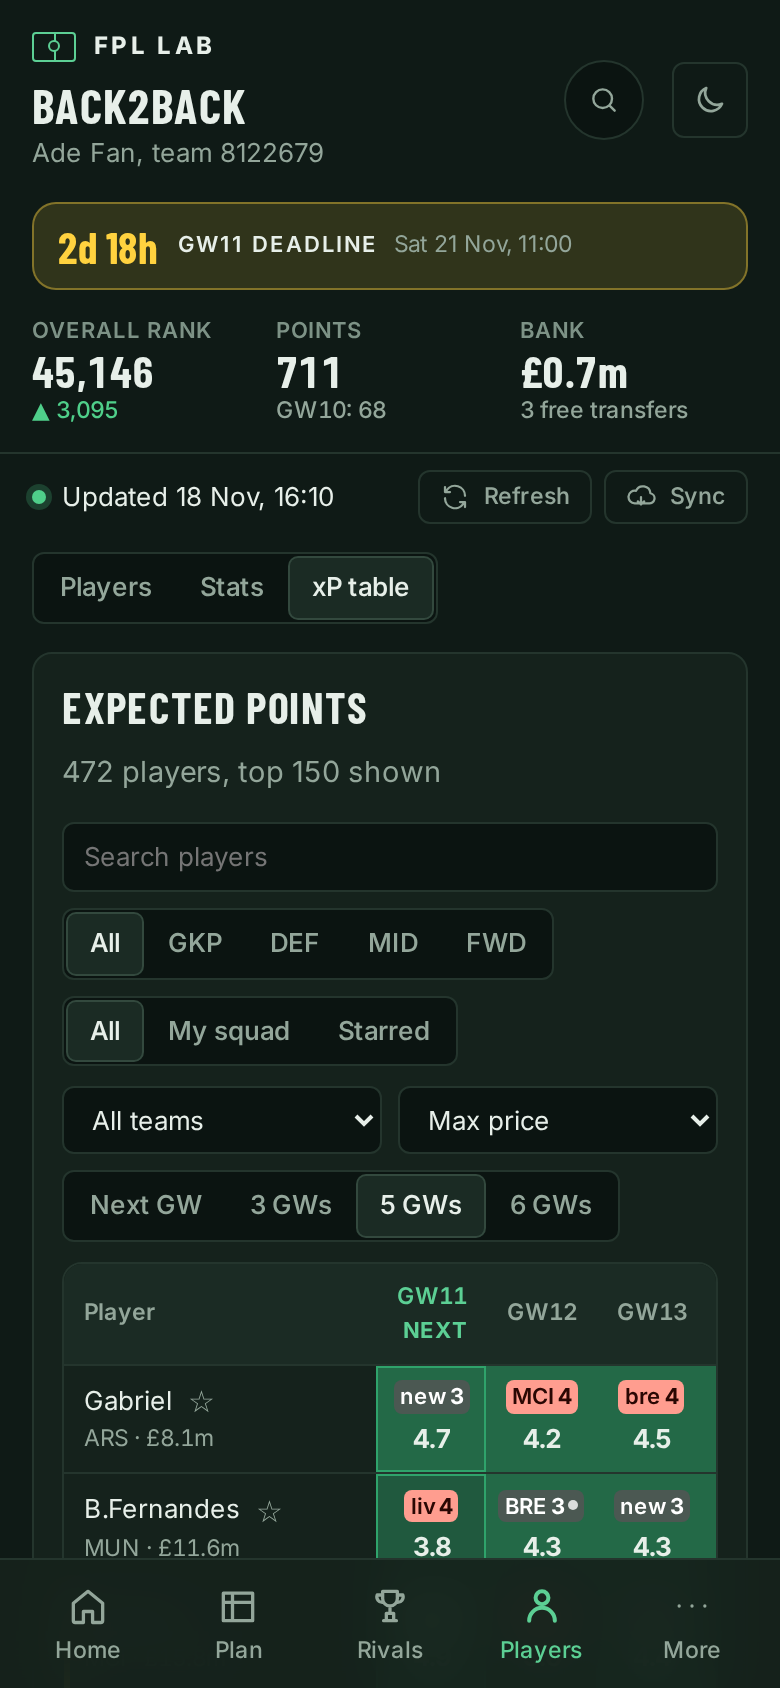 FPL LAB
BACK2BACK
Ade Fan, team 8122679
2d 18h GW11 DEADLINE Sat 21 Nov, 11:00
OVERALL RANK POINTS BANK
45,146 711 £0.7m
▲ 3,095 GW10: 68 3 free transfers
Updated 18 Nov, 16:10 Refresh Sync
Players Stats xP table
EXPECTED POINTS
472 players, top 150 shown
Search players
All GKP DEF MID FWD
All My squad Starred
All teams Max price
Next GW 3 GWs 5 GWs 6 GWs
Player GW11 NEXT GW12 GW13
Gabriel ☆ new 3 MCI 4 bre 4
ARS · £8.1m 4.7 4.2 4.5
B.Fernandes ☆ liv 4 BRE 3 new 3
MUN · £11.6m 3.8 4.3 4.3
Home Plan Rivals Players More